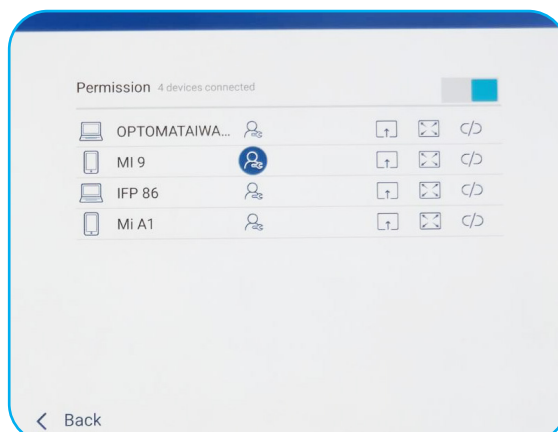 Permission 4 devices connected
OPTOMATAIWA...
MI 9
IFP 86
Mi A1
Back